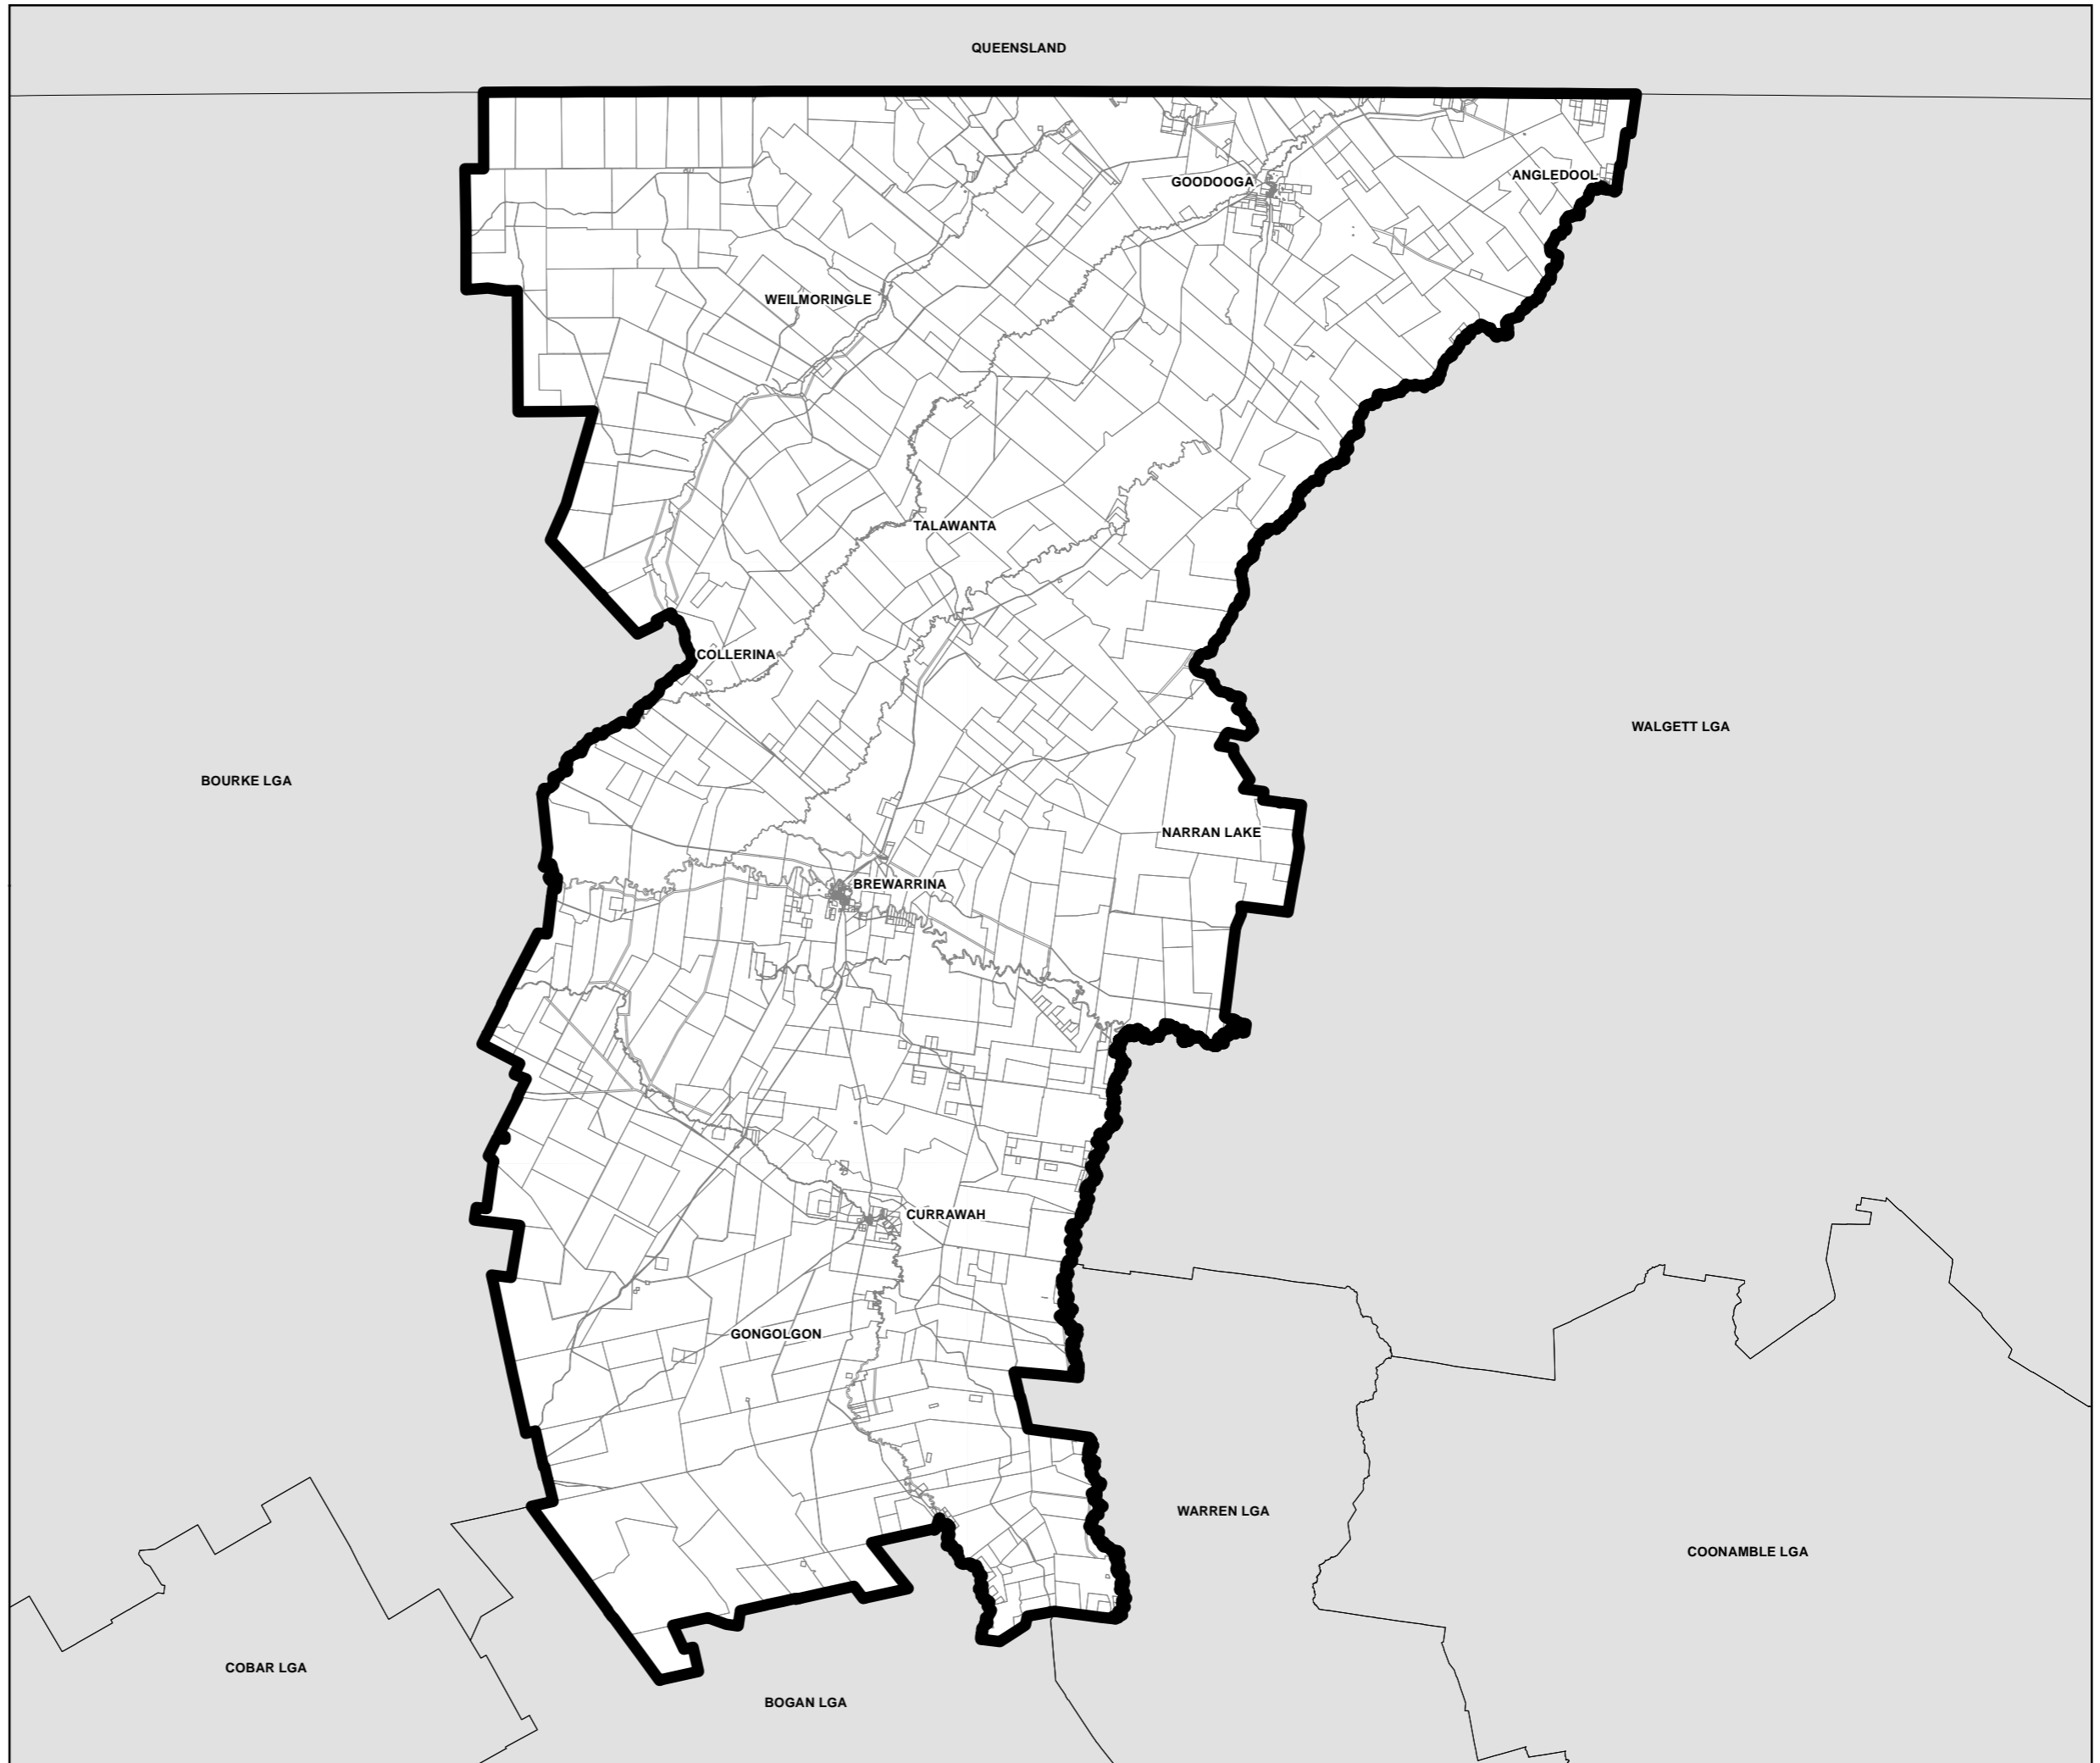 QUEENSLAND
ANGLEDOOL
GOODOOGA
WEILMORINGLE
TALAWANTA
COLLERINA
WALGETT LGA
BOURKE LGA
NARRAN LAKE
BREWARRINA
CURRAWAH
GONGOLGON
WARREN LGA
COONAMBLE LGA
COBAR LGA
BOGAN LGA